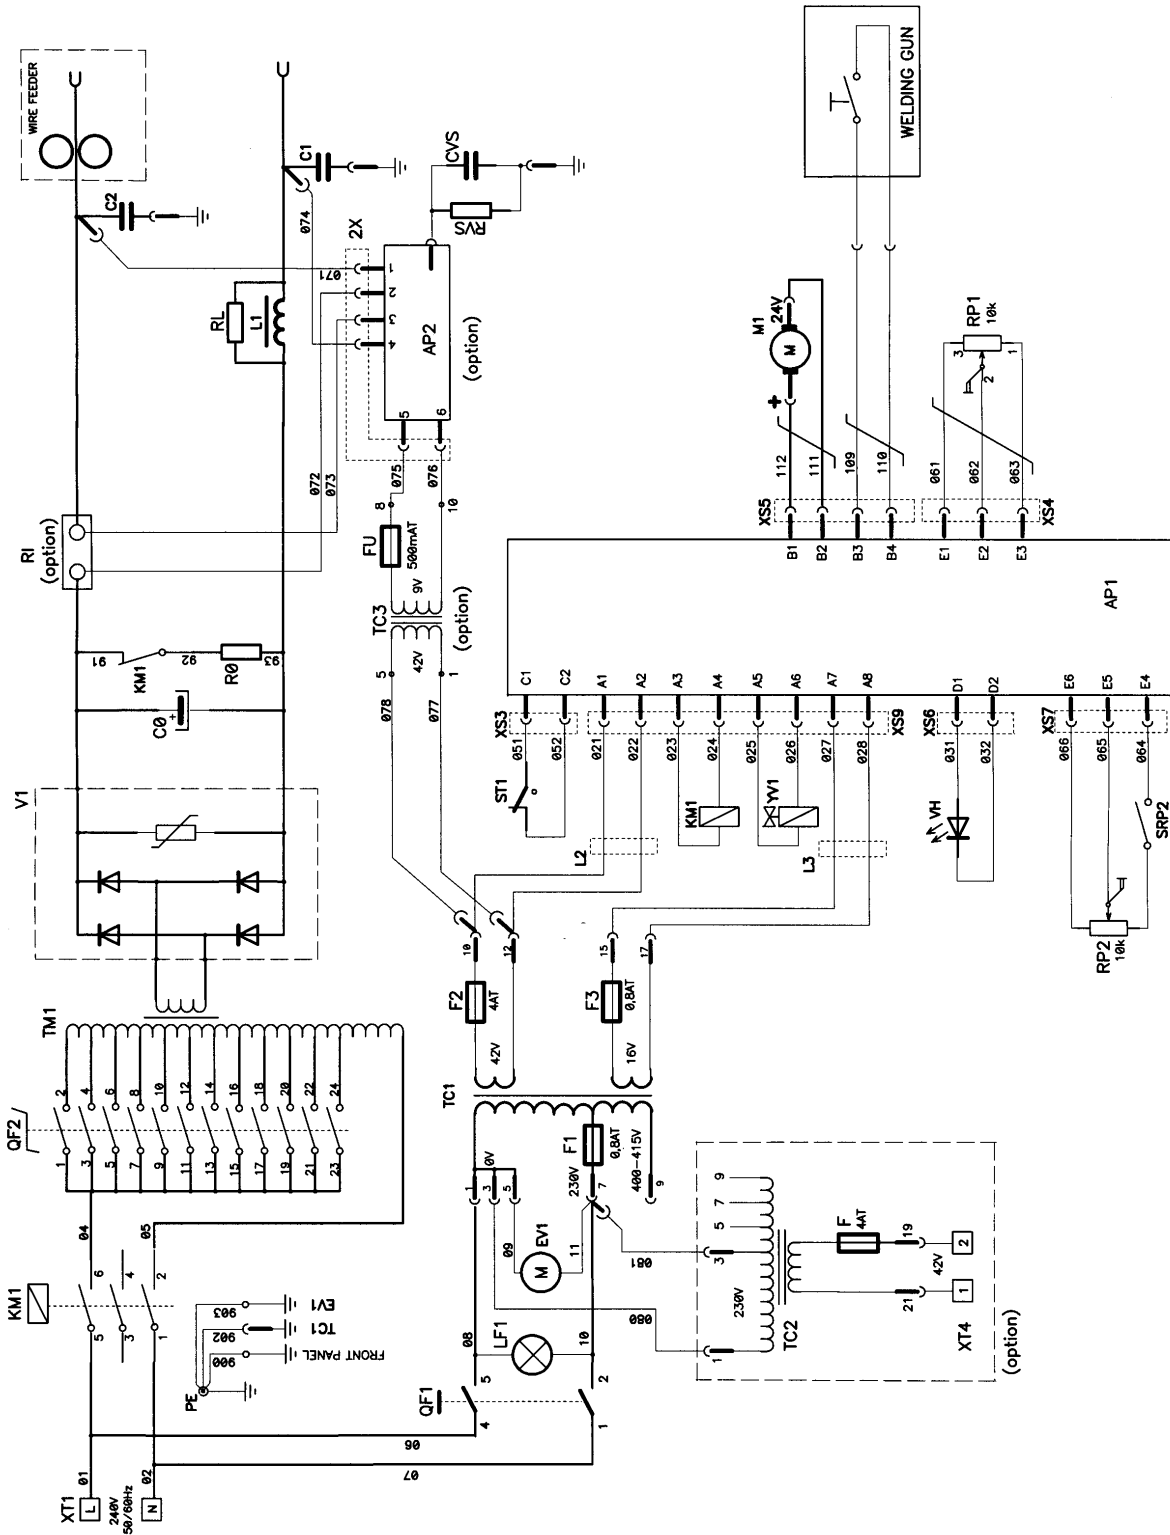 XT1
L
N
240V
50/60Hz
01
02
KM1
5
6
3
4
1
2
04
05
QF2
1
2
3
4
5
6
7
8
9
10
11
12
13
14
15
16
17
18
19
20
21
22
23
24
TM1
V1
C0
+
91
KM1
92
R0
93
RI
(option)
RL
L1
C2
C1
WIRE FEEDER
PE
900
902
903
FRONT PANEL
TC1
EV1
06
07
QF1
4
5
1
2
08
10
LF1
09
11
M
EV1
080
081
1
3
5
0V
230V
7
400-415V
9
F1
0,8AT
TC1
42V
16V
F2
4AT
F3
0,8AT
10
12
15
17
TC2
230V
1
3
5
7
9
F
4AT
19
21
42V
1
2
XT4
(option)
078
077
5
1
42V
TC3
9V
(option)
FU
500mAT
8
10
075
076
072
073
071
074
2X
1
2
3
4
5
6
AP2
(option)
RVS
CVS
ST1
L2
KM1
YV1
L3
VH
RP2
10k
SRP2
051
052
021
022
023
024
025
026
027
028
031
032
066
065
064
XS3
XS9
XS6
XS7
C1
C2
A1
A2
A3
A4
A5
A6
A7
A8
D1
D2
E6
E5
E4
AP1
B1
B2
B3
B4
E1
E2
E3
XS5
XS4
112
111
109
110
061
062
063
+
M
M1
24V
RP1
10k
3
2
1
WELDING GUN